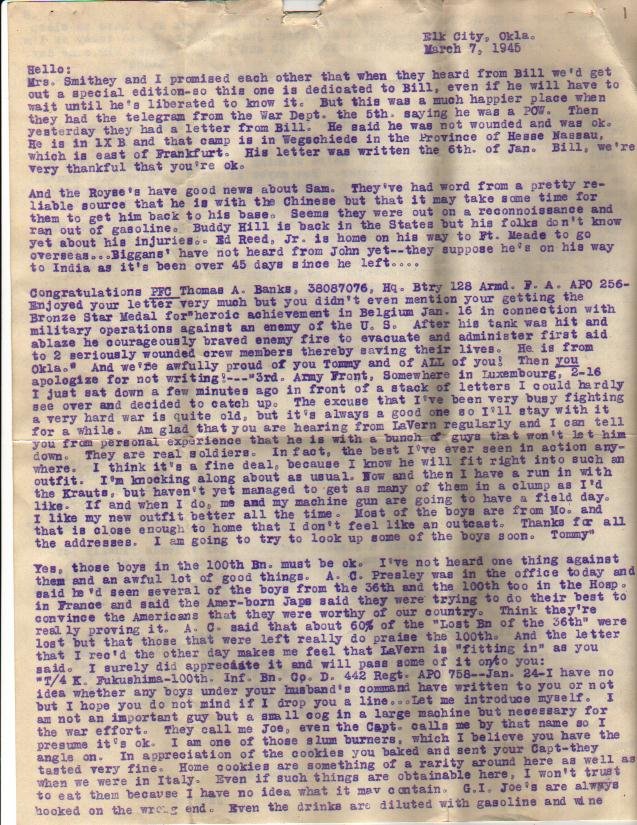 1
Elk City, Okla.
March 7, 1945
Hello:
Mrs. Smithey and I promised each other that when they heard from Bill we'd get
out a special edition-so this one is dedicated to Bill, even if he will have to
wait until he's liberated to know it. But this was a much happier place when
they had the telegram from the War Dept. the 5th. saying he was a POW. Then
yesterday they had a letter from Bill. He said he was not wounded and was ok.
He is in 1X B and that camp is in Wegschiede in the Province of Hesse Nassau,
which is east of Frankfurt. His letter was written the 6th. of Jan. Bill, we're
very thankful that you're ok.
And the Royse's have good news about Sam. They've had word from a pretty re-
liable source that he is with the Chinese but that it may take some time for
them to get him back to his base. Seems they were out on a reconnoissance and
ran out of gasoline. Buddy Hill is back in the States but his folks don't know
yet about his injuries.. Ed Reed, Jr. is home on his way to Ft. Meade to go
overseas...Biggans' have not heard from John yet--they suppose he's on his way
to India as it's been over 45 days since he left....
Congratulations PFC Thomas A. Banks, 38087076, Hq. Btry 128 Armd. F. A. APO 256-
Enjoyed your letter very much but you didn't even mention your getting the
Bronze Star Medal for"heroic achievement in Belgium Jan. 16 in connection with
military operations against an enemy of the U. S. After his tank was hit and
ablaze he courageously braved enemy fire to evacuate and administer first aid
to 2 seriously wounded crew members thereby saving their lives. He is from
Okla." And we're awfully proud of you Tommy and of ALL of you! Then you
apologize for not writing!---"3rd. Army Front, Somewhere in Luxembourg, 2-16
I just sat down a few minutes ago in front of a stack of letters I could hardly
see over and decided to catch up. The excuse that I've been very busy fighting
a very hard war is quite old, but it's always a good one so I'll stay with it
for a while. Am glad that you are hearing from LaVern regularly and I can tell
you from personal experience that he is with a bunch of guys that won't let him
down. They are real soldiers. In fact, the best I've ever seen in action any-
where. I think it's a fine deal, because I know he will fit right into such an
outfit. I'm knocking along about as usual. Now and then I have a run in with
the Krauts, but haven't yet managed to get as many of them in a clump as I'd
like. If and when I do, me and my machine gun are going to have a field day.
I like my new outfit better all the time. Most of the boys are from Mo. and
that is close enough to home that I don't feel like an outcast. Thanks for all
the addresses. I am going to try to look up some of the boys soon. Tommy"
Yes, those boys in the 100th Bn. must be ok. I've not heard one thing against
them and an awful lot of good things. A. C. Presley was in the office today and
said he'd seen several of the boys from the 36th and the 100th too in the Hosp.
in France and said the Amer-born Japs said they were trying to do their best to
convince the Americans that they were worthy of our country. Think they're
really proving it. A. C. said that about 60% of the "Lost Bn of the 36th" were
lost but that those that were left really do praise the 100th. And the letter
that I rec'd the other day makes me feel that LaVern is "fitting in" as you
said. I surely did appreciate it and will pass some of it onto you:
"T/4 K. Fukushima-100th. Inf. Bn. Co. D. 442 Regt. APO 758--Jan. 24-I have no
idea whether any boys under your husband's command have written to you or not
but I hope you do not mind if I drop you a line...Let me introduce myself. I
am not an important guy but a small cog in a large machine but necessary for
the war effort. They call me Joe, even the Capt. calls me by that name so I
presume it's ok. I am one of those slum burners, which I believe you have the
angle on. In appreciation of the cookies you baked and sent your Capt-they
tasted very fine. Home cookies are something of a rarity around here as well as
when we were in Italy. Even if such things are obtainable here, I won't trust
to eat them because I have no idea what it may contain. G.I. Joe's are always
hooked on the wrong end. Even the drinks are diluted with gasoline and wine